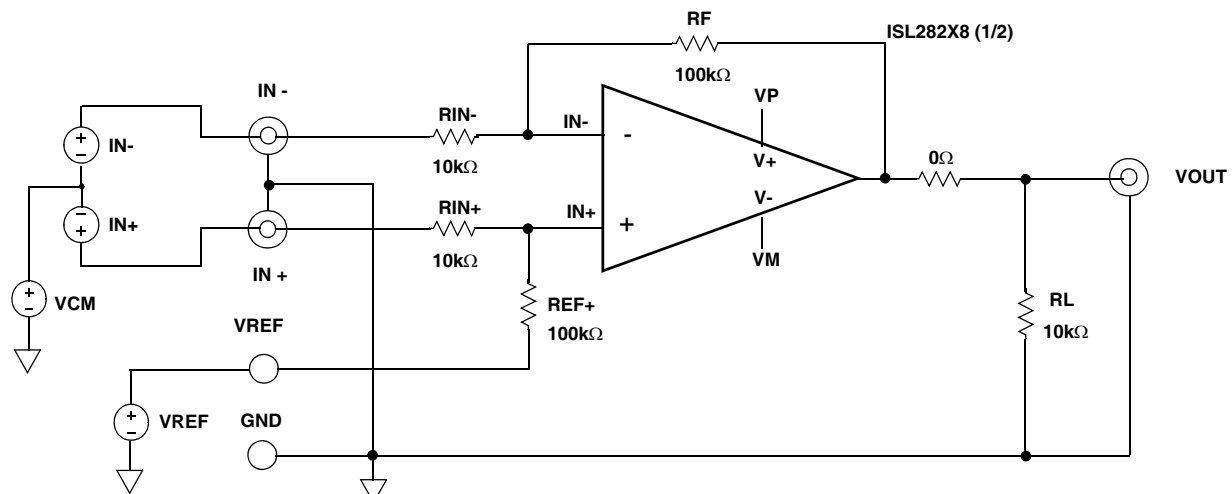 RF
ISL282X8 (1/2)
100kΩ
IN -
VP
RIN-
IN-
-
+
-
IN-
10kΩ
V+
0Ω
VOUT
-
+
IN+
RIN+
IN+
+
V-
10kΩ
VM
IN +
+
-
VCM
REF+
100kΩ
RL
10kΩ
VREF
+
-
VREF
GND